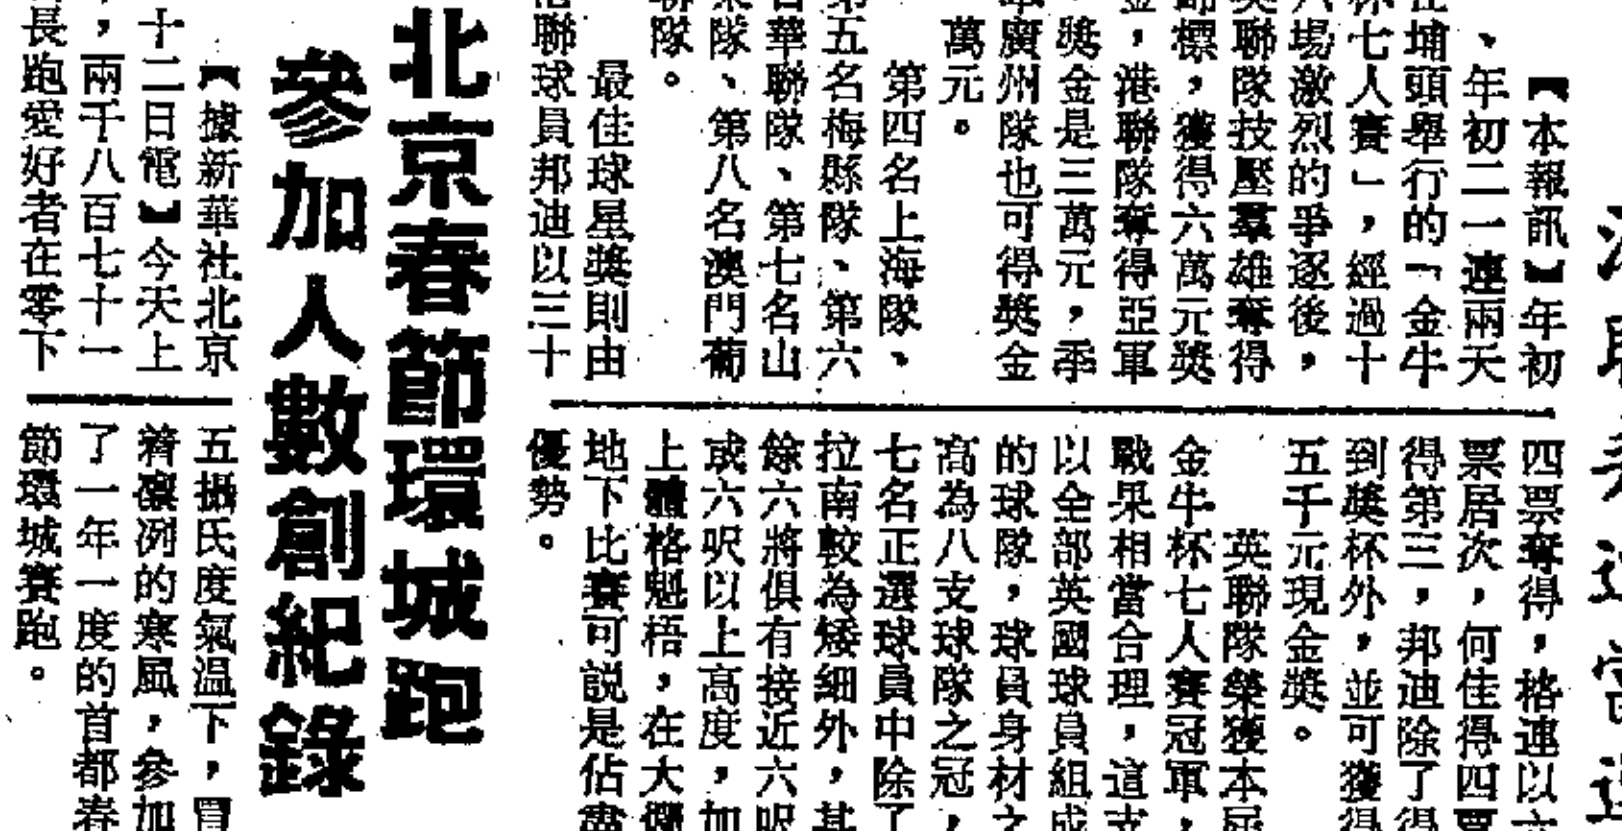 【本報訊】年初
、年初二一連兩天
埔頭舉行的「金牛
杯七人賽」，經過十
場激烈的爭逐後，
英聯隊技壓羣雄奪得
錦標，獲得六萬元獎
金，港聯隊奪得亞軍
，獎金是三萬元，季
軍廣州隊也可得獎金
萬元。
第四名上海隊、
第五名梅縣隊、第六
名華聯隊、第七名山
東隊、第八名澳門葡
聯隊。
最佳球星獎則由
港聯球員邦迪以三十
四票奪得，格連以六
票居次，何佳得四票
得第三，邦迪除了得
到獎杯外，並可獲得
五千元現金獎。
英聯隊榮獲本屆
金牛杯七人賽冠軍，
戰果相當合理，這支
以全部英國球員組成
的球隊，球員身材之
高為八支球隊之冠，
七名正選球員中除了
拉南較為矮細外，其
餘六將俱有接近六呎
或六呎以上高度，加
上體格魁梧，在大
地下比賽可説是佔盡
優勢。
北京春節環城跑
參加人數創紀錄
【據新華社北京
十二日電】今天上
，兩千八百七十一
長跑愛好者在零下
五攝氏度氣温下，冒
着凜冽的寒風，參加
了一年一度的首都春
節環城賽跑。